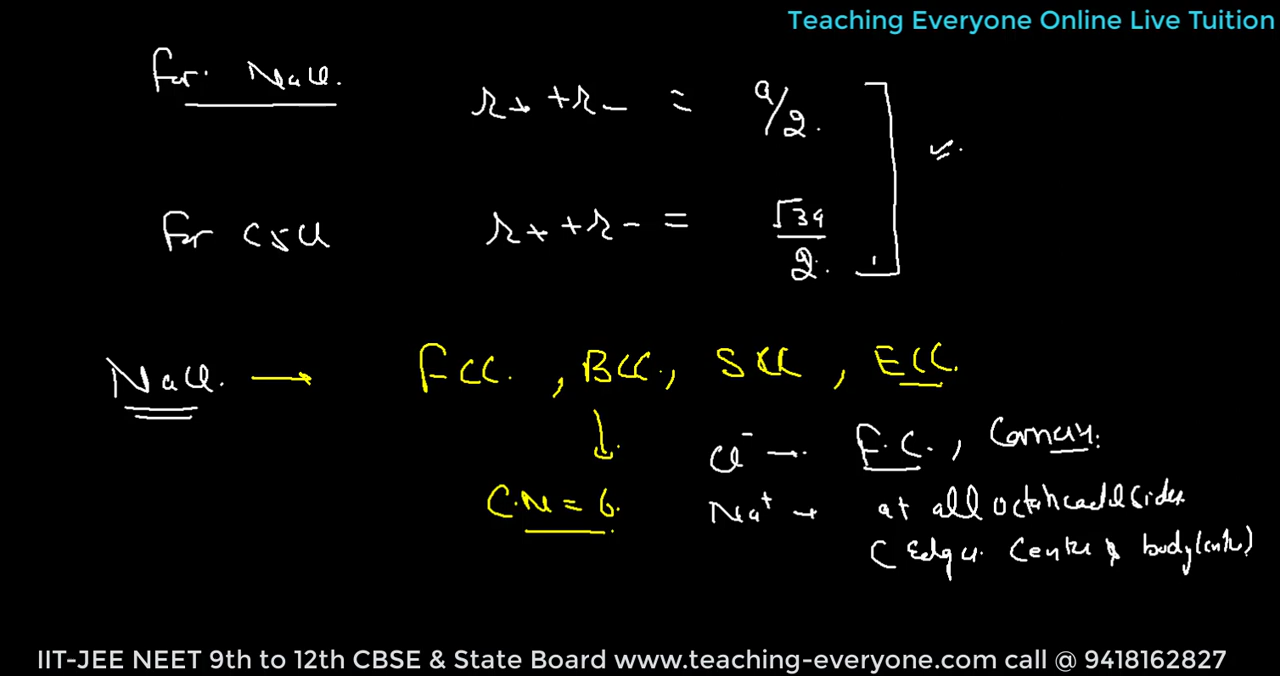 Teaching Everyone Online Live Tuition
For. NaCl.
r+ + r- = a/2.
For CsCl
r+ + r- = √3a/2.
NaCl. → FCC. , BCC., SCC , ECC.
Cl⁻ → F.C. , Corners.
C.N = 6.
Na⁺ → at all octahedral sides
( Edge. Centre & body centre)
IIT-JEE NEET 9th to 12th CBSE & State Board www.teaching-everyone.com call @ 9418162827